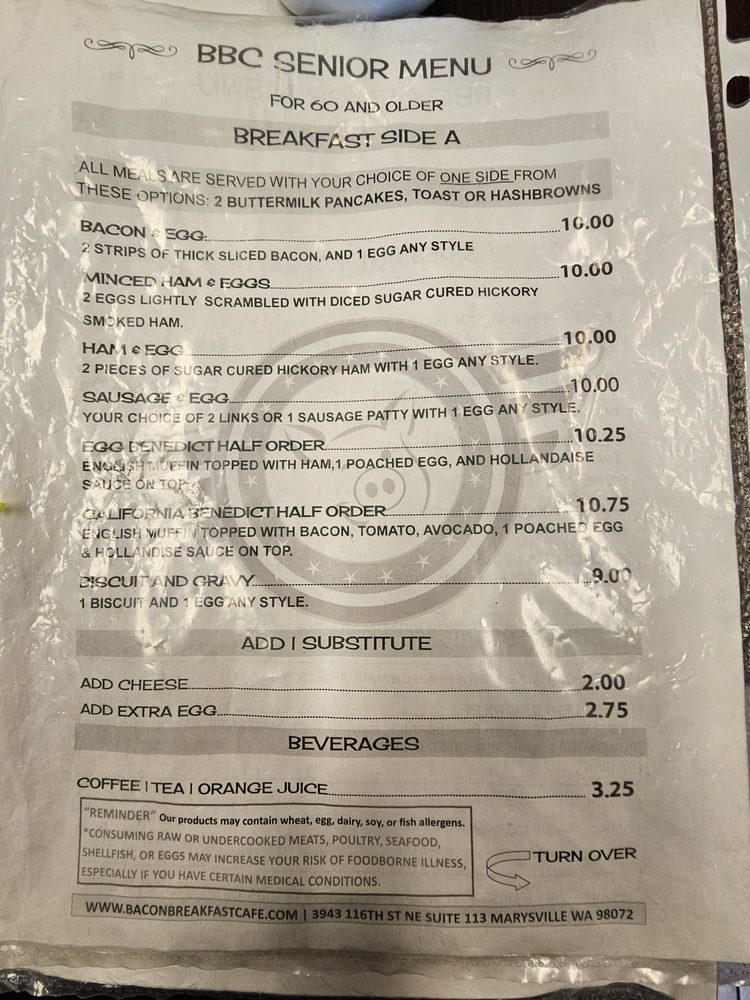 BBC SENIOR MENU
FOR 60 AND OLDER
BREAKFAST SIDE A
ALL MEALS ARE SERVED WITH YOUR CHOICE OF ONE SIDE FROM
THESE OPTIONS: 2 BUTTERMILK PANCAKES, TOAST OR HASHBROWNS
BACON & EGG 10.00
2 STRIPS OF THICK SLICED BACON, AND 1 EGG ANY STYLE
MINCED HAM & EGGS 10.00
2 EGGS LIGHTLY SCRAMBLED WITH DICED SUGAR CURED HICKORY
SMOKED HAM.
HAM & EGG 10.00
2 PIECES OF SUGAR CURED HICKORY HAM WITH 1 EGG ANY STYLE.
SAUSAGE & EGG 10.00
YOUR CHOICE OF 2 LINKS OR 1 SAUSAGE PATTY WITH 1 EGG ANY STYLE.
EGG BENEDICT HALF ORDER 10.25
ENGLISH MUFFIN TOPPED WITH HAM,1 POACHED EGG, AND HOLLANDAISE
SAUCE ON TOP
CALIFORNIA BENEDICT HALF ORDER 10.75
ENGLISH MUFFIN TOPPED WITH BACON, TOMATO, AVOCADO, 1 POACHED EGG
& HOLLANDISE SAUCE ON TOP.
BISCUIT AND GRAVY 9.00
1 BISCUIT AND 1 EGG ANY STYLE.
ADD | SUBSTITUTE
ADD CHEESE 2.00
ADD EXTRA EGG 2.75
BEVERAGES
COFFEE | TEA | ORANGE JUICE 3.25
"REMINDER" Our products may contain wheat, egg, dairy, soy, or fish allergens.
*CONSUMING RAW OR UNDERCOOKED MEATS, POULTRY, SEAFOOD,
SHELLFISH, OR EGGS MAY INCREASE YOUR RISK OF FOODBORNE ILLNESS,
ESPECIALLY IF YOU HAVE CERTAIN MEDICAL CONDITIONS.
TURN OVER
WWW.BACONBREAKFASTCAFE.COM | 3943 116TH ST NE SUITE 113 MARYSVILLE WA 98072